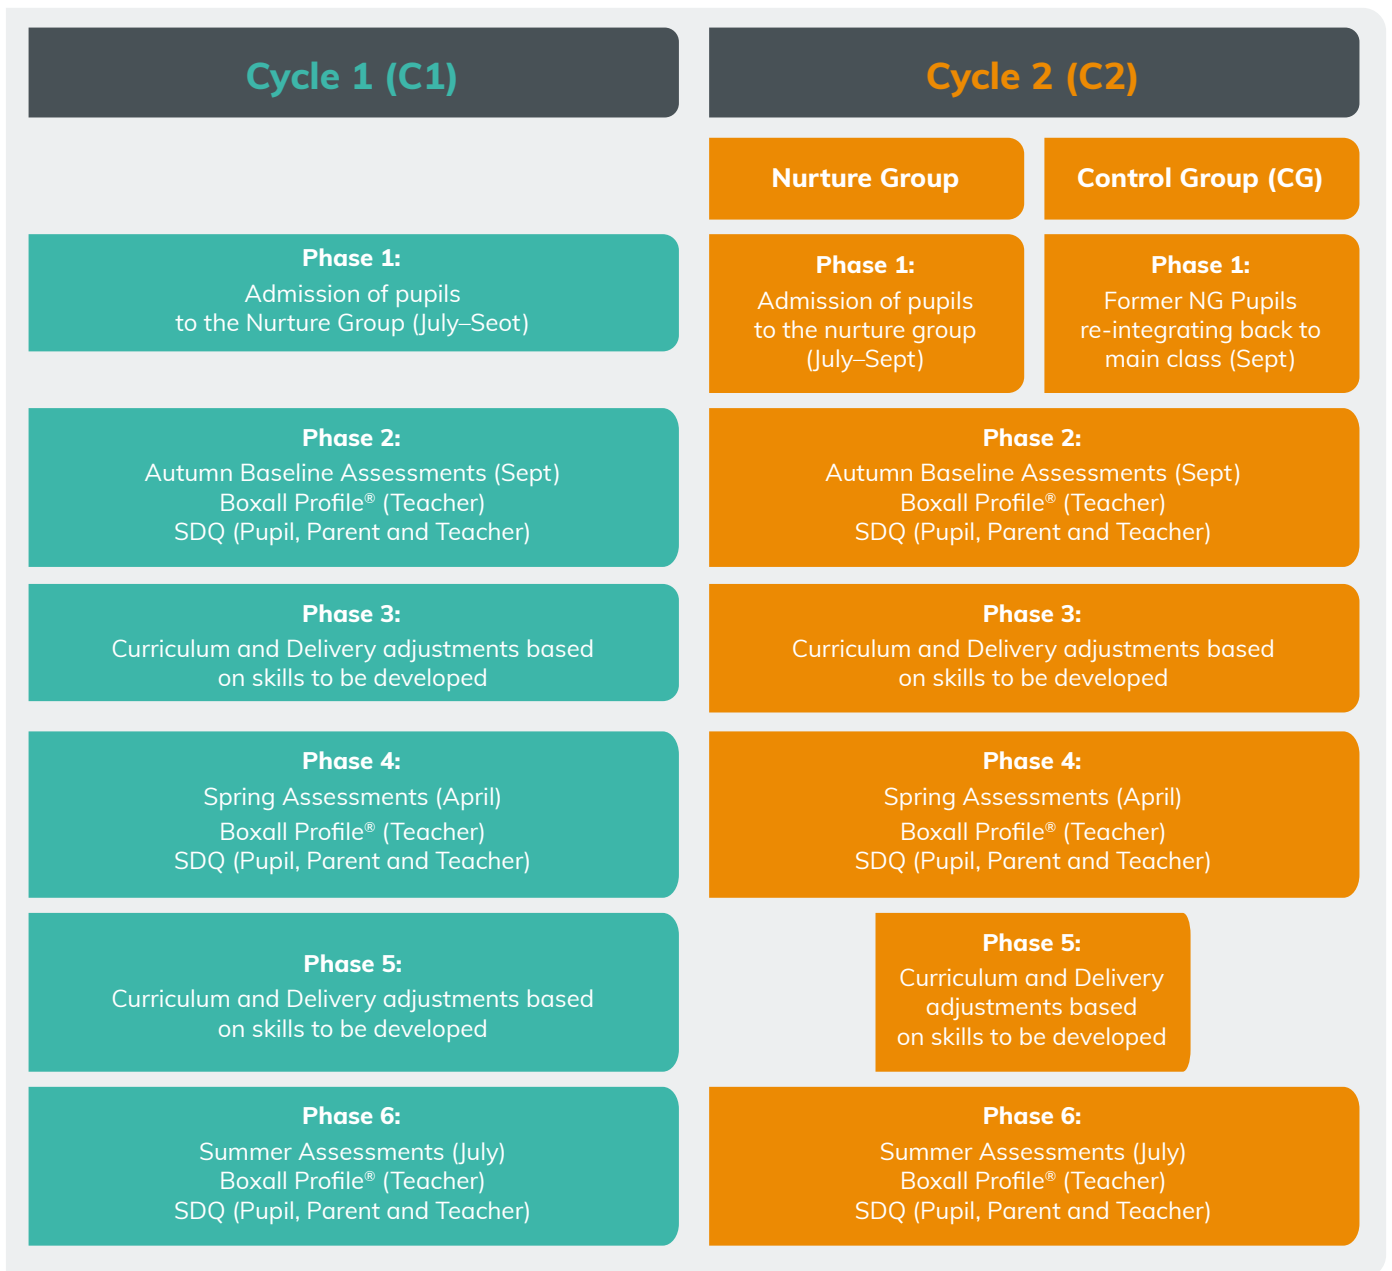 Cycle 1 (C1)
Phase 1:
Admission of pupils
to the Nurture Group (July–Seot)
Phase 2:
Autumn Baseline Assessments (Sept)
Boxall Profile® (Teacher)
SDQ (Pupil, Parent and Teacher)
Phase 3:
Curriculum and Delivery adjustments based
on skills to be developed
Phase 4:
Spring Assessments (April)
Boxall Profile® (Teacher)
SDQ (Pupil, Parent and Teacher)
Phase 5:
Curriculum and Delivery adjustments based
on skills to be developed
Phase 6:
Summer Assessments (July)
Boxall Profile® (Teacher)
SDQ (Pupil, Parent and Teacher)
Cycle 2 (C2)
Nurture Group
Phase 1:
Admission of pupils
to the nurture group
(July–Sept)
Control Group (CG)
Phase 1:
Former NG Pupils
re-integrating back to
main class (Sept)
Phase 2:
Autumn Baseline Assessments (Sept)
Boxall Profile® (Teacher)
SDQ (Pupil, Parent and Teacher)
Phase 3:
Curriculum and Delivery adjustments based
on skills to be developed
Phase 4:
Spring Assessments (April)
Boxall Profile® (Teacher)
SDQ (Pupil, Parent and Teacher)
Phase 5:
Curriculum and Delivery
adjustments based
on skills to be developed
Phase 6:
Summer Assessments (July)
Boxall Profile® (Teacher)
SDQ (Pupil, Parent and Teacher)